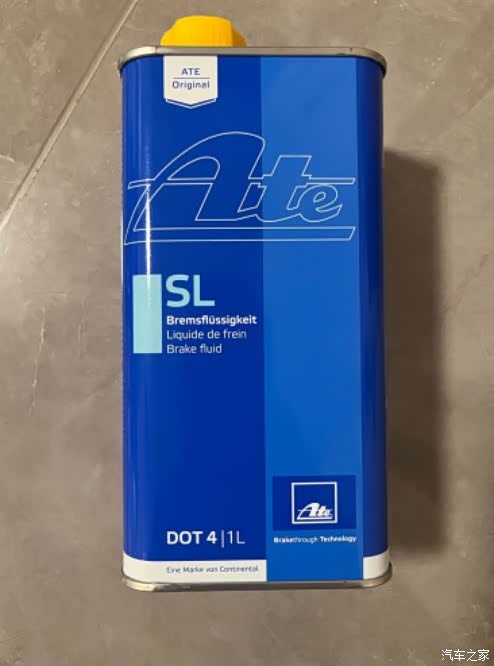 ATE
Original
Ate
SL
Bremsflüssigkeit
Liquide de frein
Brake fluid
DOT 4|1L
Ate
Brakethrough Technology
Eine Marke von Continental
汽车之家